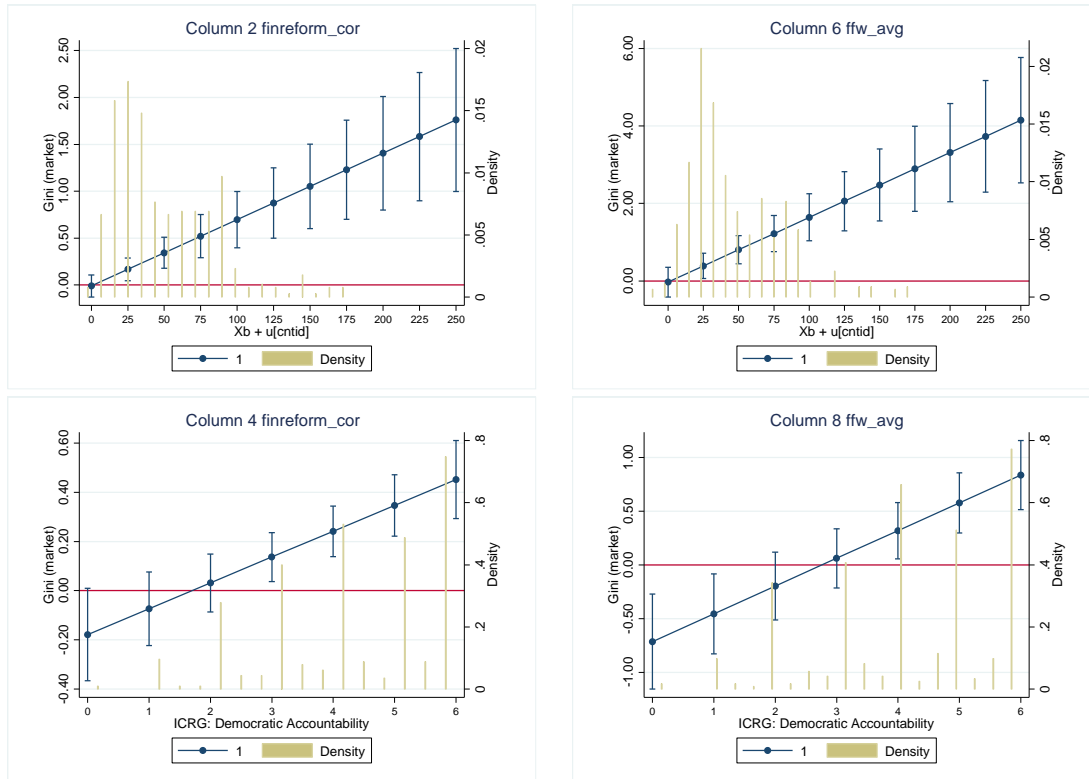 Column 2 finreform_cor
Gini (market)
0.00 0.50 1.00 1.50 2.00 2.50
0 .005 .01 .015 .02
Density
0 25 50 75 100 125 150 175 200 225 250
Xb + u[cntid]
1 Density
Column 6 ffw_avg
Gini (market)
0.00 2.00 4.00 6.00
0 .005 .01 .015 .02
Density
0 25 50 75 100 125 150 175 200 225 250
Xb + u[cntid]
1 Density
Column 4 finreform_cor
Gini (market)
-0.40 -0.20 0.00 0.20 0.40 0.60
0 .2 .4 .6 .8
Density
0 1 2 3 4 5 6
ICRG: Democratic Accountability
1 Density
Column 8 ffw_avg
Gini (market)
-1.00 -0.50 0.00 0.50 1.00
0 .2 .4 .6 .8
Density
0 1 2 3 4 5 6
ICRG: Democratic Accountability
1 Density